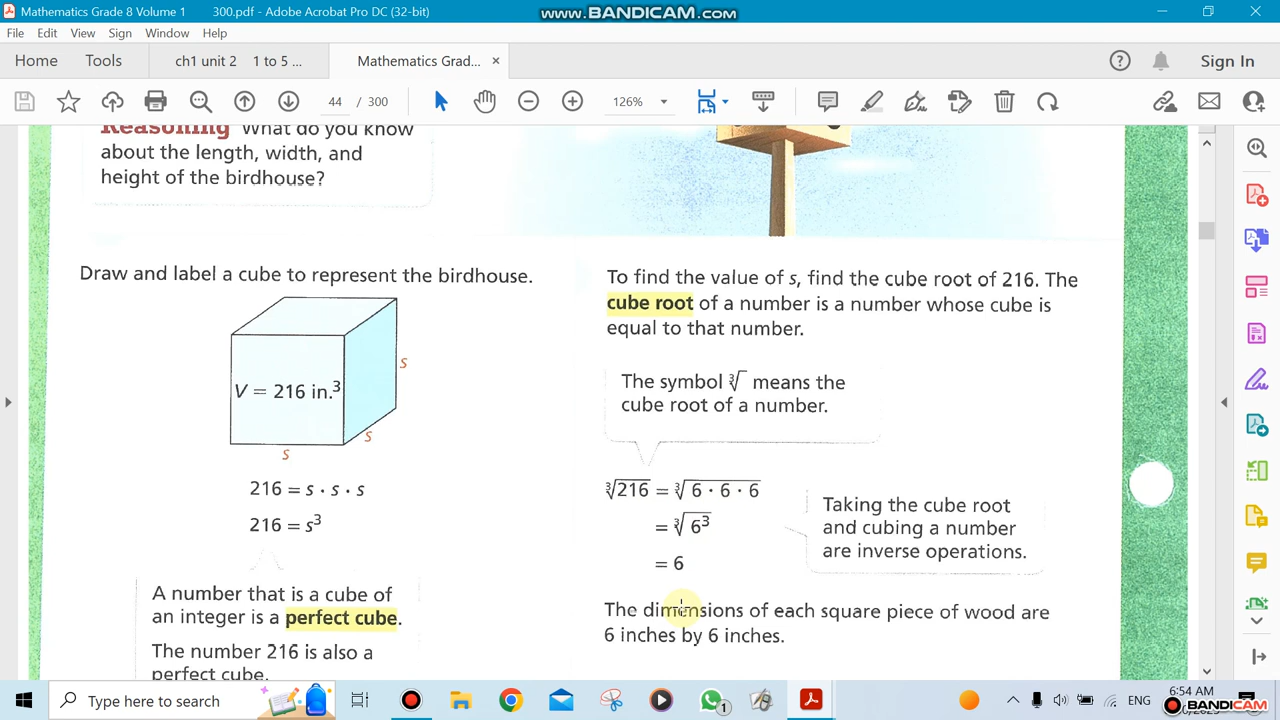 Mathematics Grade 8 Volume 1 300.pdf - Adobe Acrobat Pro DC (32-bit)
www.BANDICAM.com
File Edit View Sign Window Help
Home Tools ch1 unit 2 1 to 5 ... Mathematics Grad... × Sign In
44 / 300 126%
Reasoning What do you know
about the length, width, and
height of the birdhouse?
Draw and label a cube to represent the birdhouse.
V = 216 in.³
s
s
s
216 = s · s · s
216 = s³
A number that is a cube of
an integer is a perfect cube.
The number 216 is also a
perfect cube.
To find the value of s, find the cube root of 216. The
cube root of a number is a number whose cube is
equal to that number.
The symbol ∛ means the
cube root of a number.
∛216 = ∛6 · 6 · 6
= ∛6³
= 6
Taking the cube root
and cubing a number
are inverse operations.
The dimensions of each square piece of wood are
6 inches by 6 inches.
Type here to search
1
ENG
6:54 AM
BANDICAM